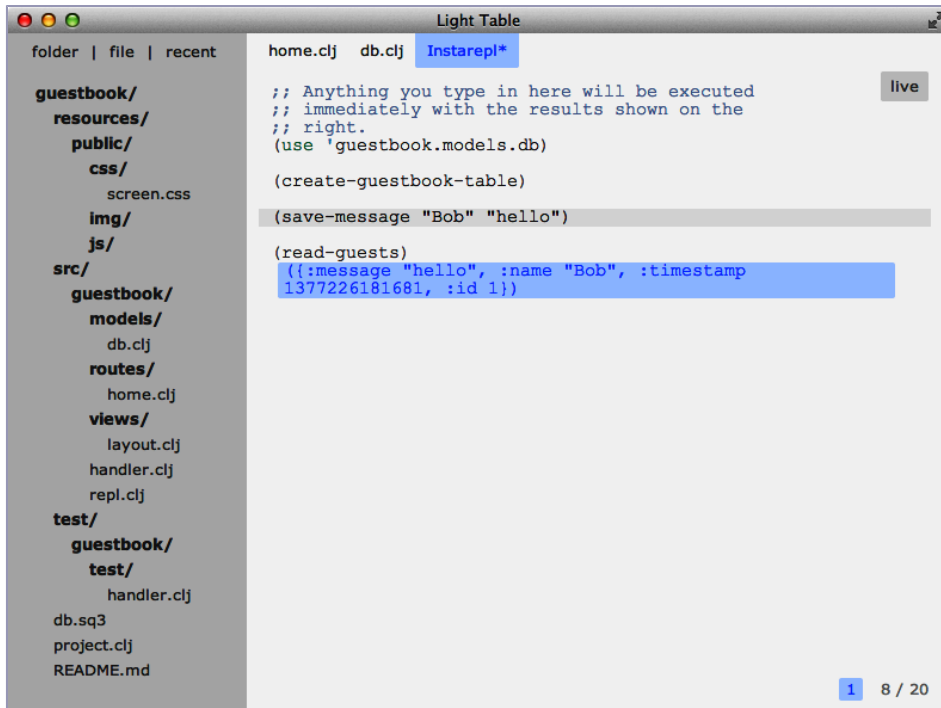 Light Table
folder | file | recent
guestbook/
resources/
public/
css/
screen.css
img/
js/
src/
guestbook/
models/
db.clj
routes/
home.clj
views/
layout.clj
handler.clj
repl.clj
test/
guestbook/
test/
handler.clj
db.sq3
project.clj
README.md
home.clj db.clj Instarepl*
live
;; Anything you type in here will be executed
;; immediately with the results shown on the
;; right.
(use 'guestbook.models.db)
(create-guestbook-table)
(save-message "Bob" "hello")
(read-guests)
({:message "hello", :name "Bob", :timestamp
1377226181681, :id 1})
1 8 / 20